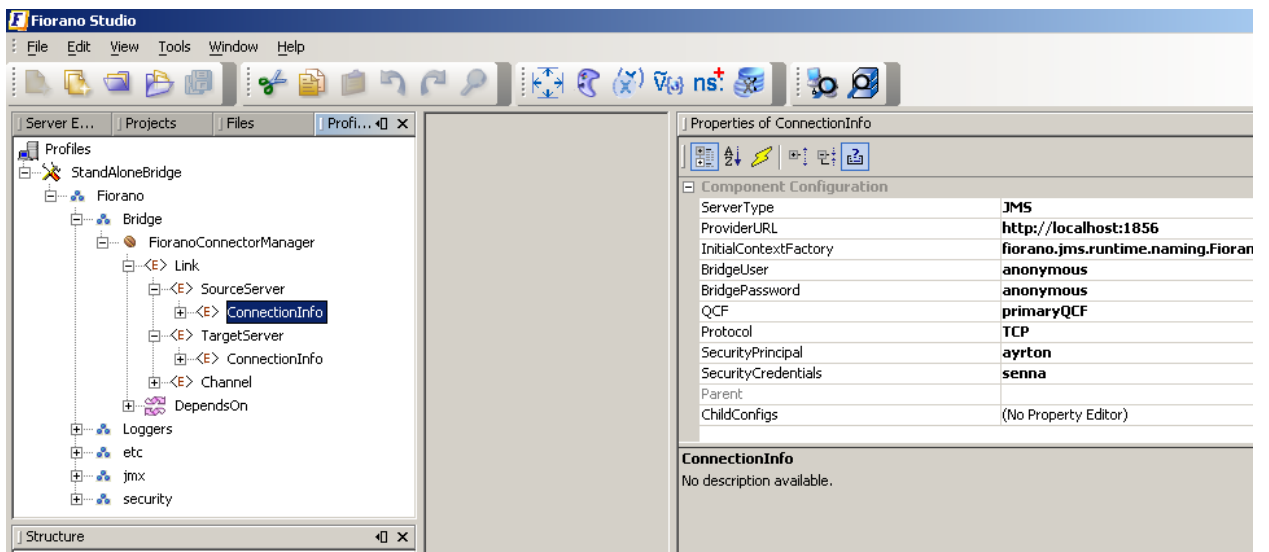 Fiorano Studio
File Edit View Tools Window Help
ns:
Server E... Projects Files Profi...
Profiles
StandAloneBridge
Fiorano
Bridge
FioranoConnectorManager
<E> Link
<E> SourceServer
<E> ConnectionInfo
<E> TargetServer
<E> ConnectionInfo
<E> Channel
DependsOn
Loggers
etc
jmx
security
Structure
Properties of ConnectionInfo
Component Configuration
ServerType JMS
ProviderURL http://localhost:1856
InitialContextFactory fiorano.jms.runtime.naming.Fioran
BridgeUser anonymous
BridgePassword anonymous
QCF primaryQCF
Protocol TCP
SecurityPrincipal ayrton
SecurityCredentials senna
Parent
ChildConfigs (No Property Editor)
ConnectionInfo
No description available.